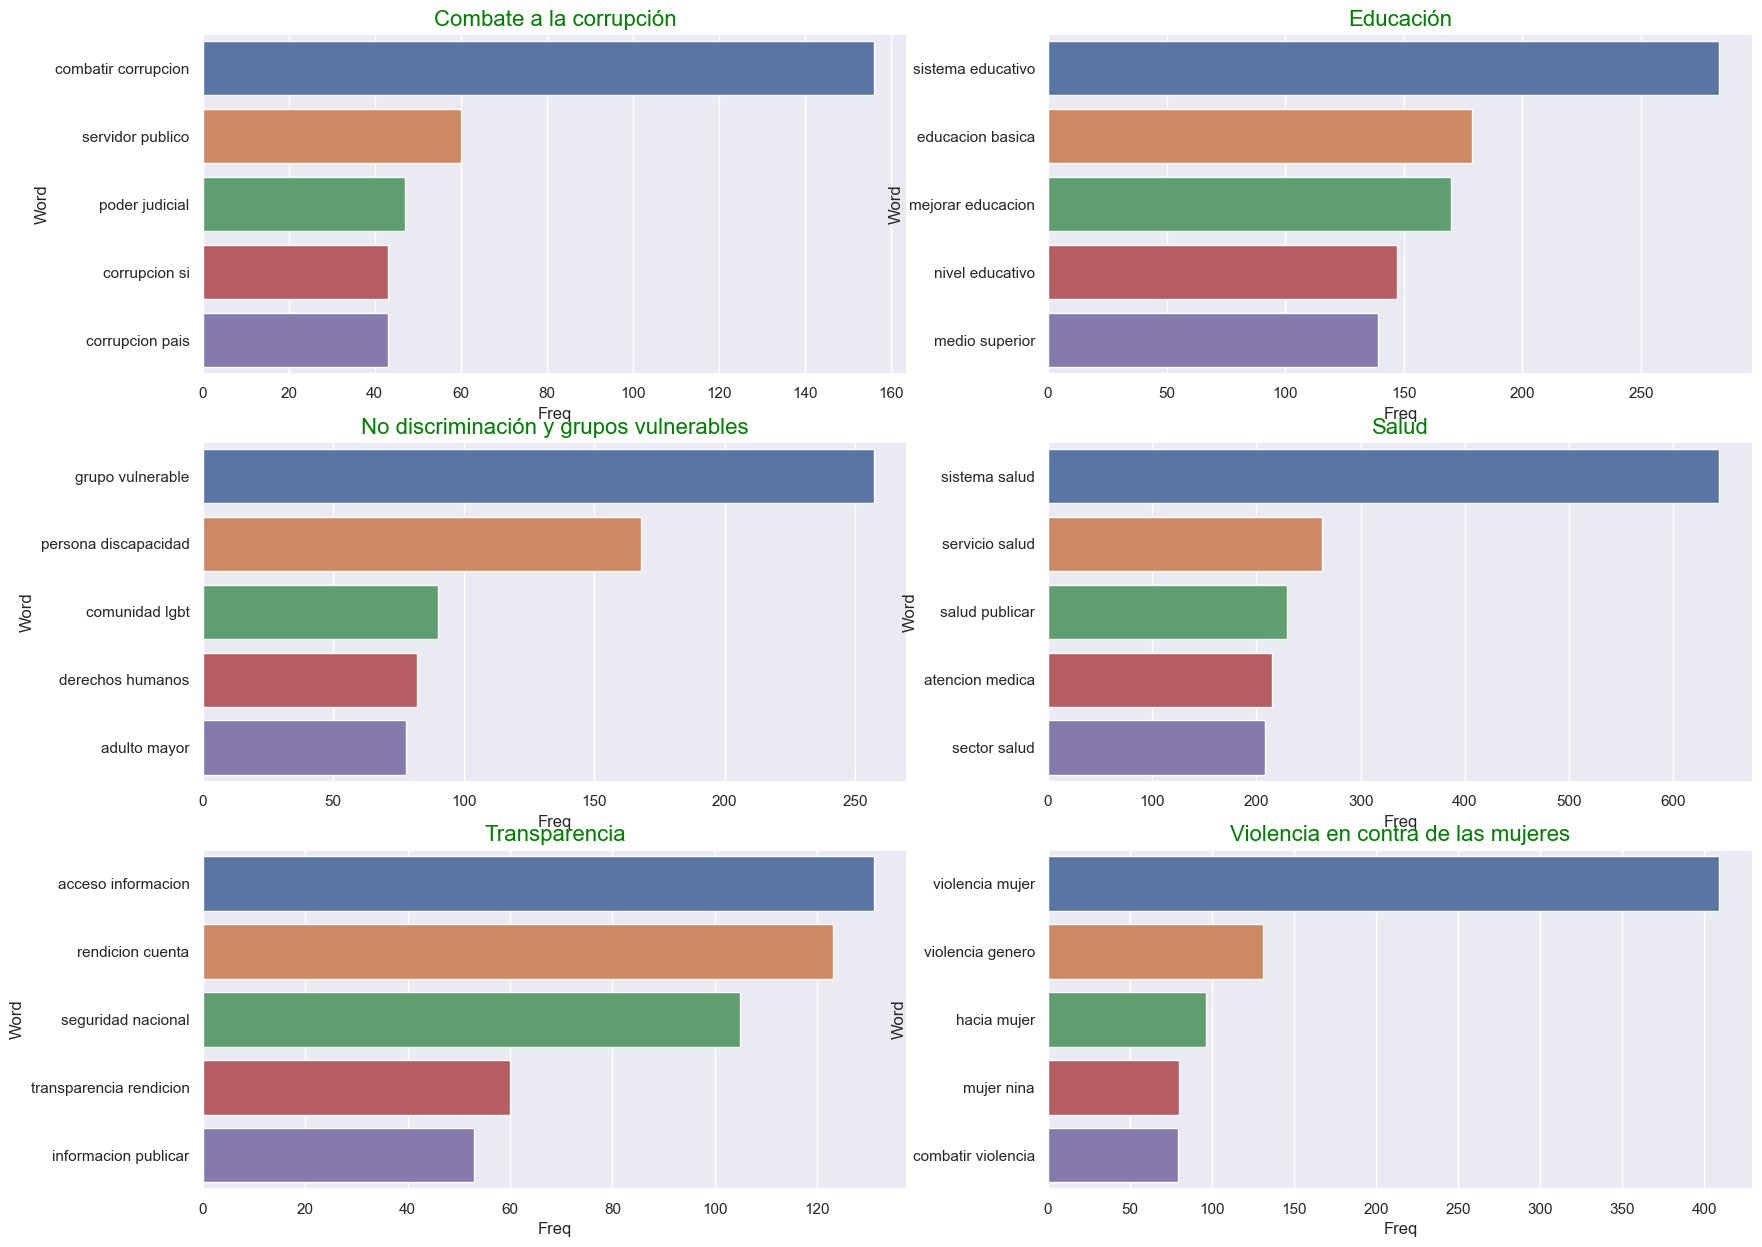 Combate a la corrupción
Word
combatir corrupcion
servidor publico
poder judicial
corrupcion si
corrupcion pais
0 20 40 60 80 100 120 140 160
Freq
Educación
Word
sistema educativo
educacion basica
mejorar educacion
nivel educativo
medio superior
0 50 100 150 200 250
Freq
No discriminación y grupos vulnerables
Word
grupo vulnerable
persona discapacidad
comunidad lgbt
derechos humanos
adulto mayor
0 50 100 150 200 250
Freq
Salud
Word
sistema salud
servicio salud
salud publicar
atencion medica
sector salud
0 100 200 300 400 500 600
Freq
Transparencia
Word
acceso informacion
rendicion cuenta
seguridad nacional
transparencia rendicion
informacion publicar
0 20 40 60 80 100 120
Freq
Violencia en contra de las mujeres
Word
violencia mujer
violencia genero
hacia mujer
mujer nina
combatir violencia
0 50 100 150 200 250 300 350 400
Freq